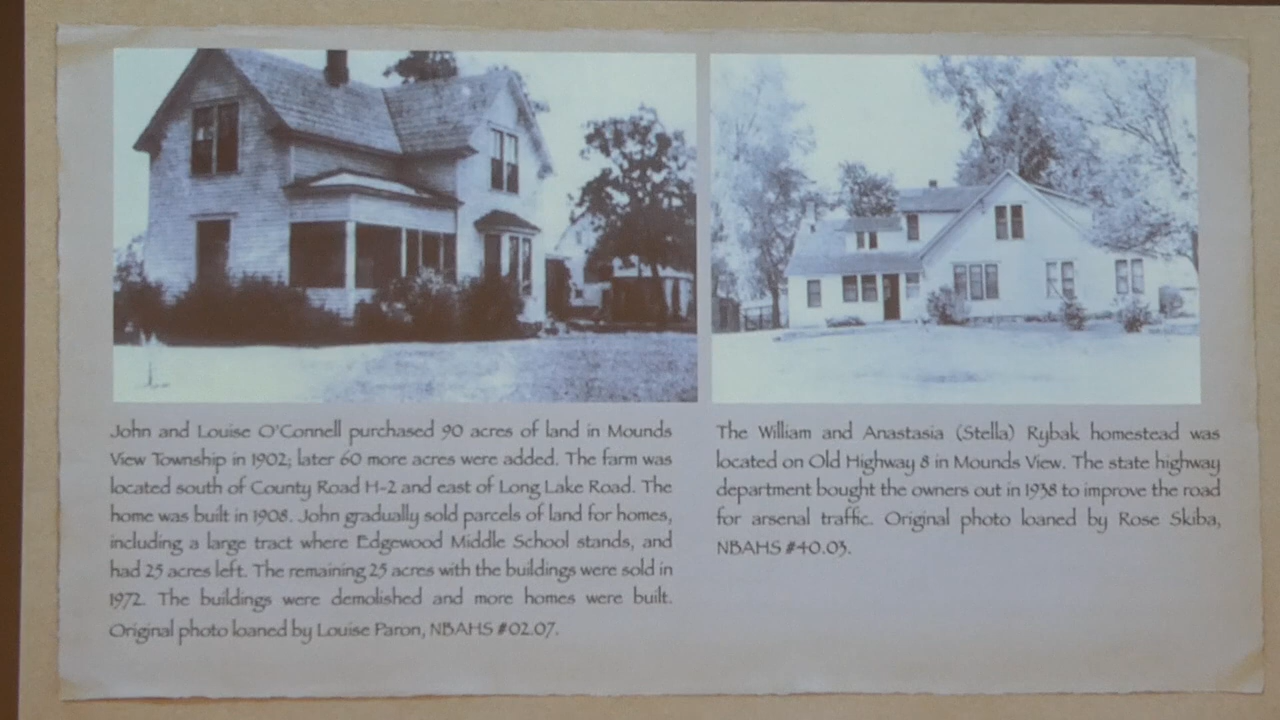 John and Louise O'Connell purchased 90 acres of land in Mounds
View Township in 1902; later 60 more acres were added. The farm was
located south of County Road H-2 and east of Long Lake Road. The
home was built in 1908. John gradually sold parcels of land for homes,
including a large tract where Edgewood Middle School stands, and
had 25 acres left. The remaining 25 acres with the buildings were sold in
1972. The buildings were demolished and more homes were built.
Original photo loaned by Louise Paron, NBAHS #02.07.
The William and Anastasia (Stella) Rybak homestead was
located on Old Highway 8 in Mounds View. The state highway
department bought the owners out in 1938 to improve the road
for arsenal traffic. Original photo loaned by Rose Skiba,
NBAHS #40.03.